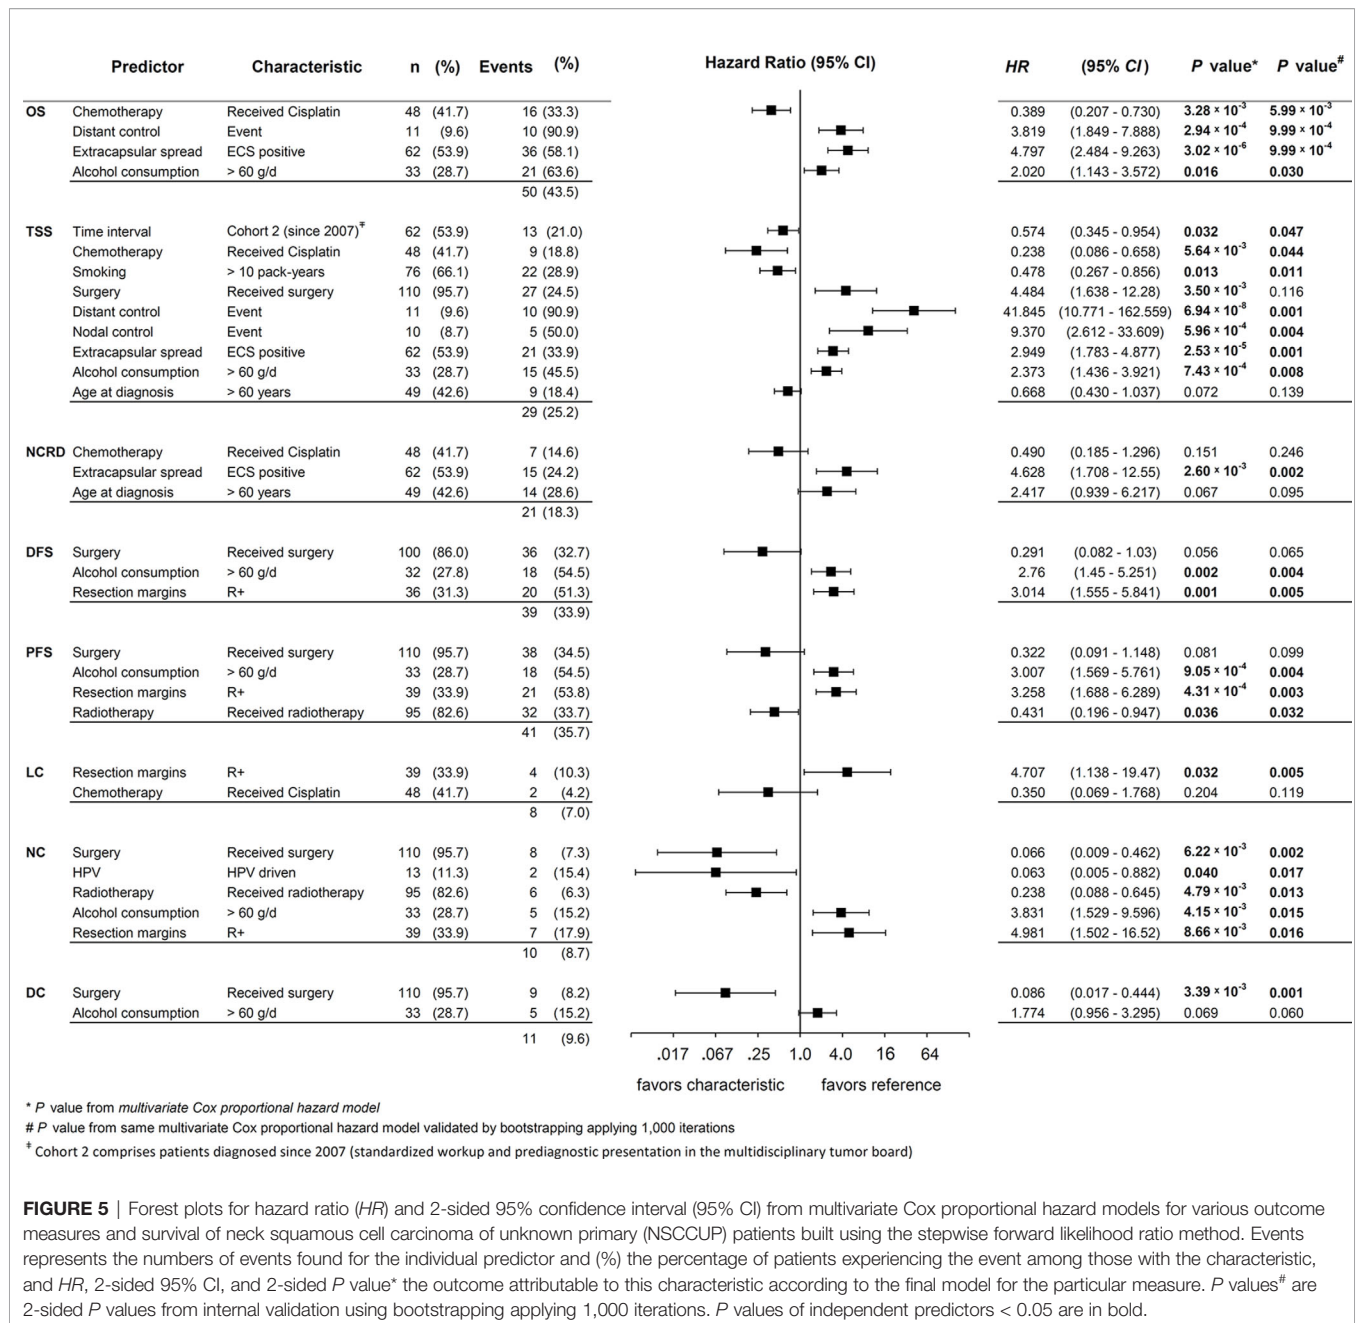 Predictor Characteristic n (%) Events (%) Hazard Ratio (95% CI) HR (95% CI) P value* P value#
OS Chemotherapy Received Cisplatin 48 (41.7) 16 (33.3) 0.389 (0.207 - 0.730) 3.28 × 10-3 5.99 × 10-3
Distant control Event 11 (9.6) 10 (90.9) 3.819 (1.849 - 7.888) 2.94 × 10-4 9.99 × 10-4
Extracapsular spread ECS positive 62 (53.9) 36 (58.1) 4.797 (2.484 - 9.263) 3.02 × 10-6 9.99 × 10-4
Alcohol consumption > 60 g/d 33 (28.7) 21 (63.6) 2.020 (1.143 - 3.572) 0.016 0.030
50 (43.5)
TSS Time interval Cohort 2 (since 2007)ǂ 62 (53.9) 13 (21.0) 0.574 (0.345 - 0.954) 0.032 0.047
Chemotherapy Received Cisplatin 48 (41.7) 9 (18.8) 0.238 (0.086 - 0.658) 5.64 × 10-3 0.044
Smoking > 10 pack-years 76 (66.1) 22 (28.9) 0.478 (0.267 - 0.856) 0.013 0.011
Surgery Received surgery 110 (95.7) 27 (24.5) 4.484 (1.638 - 12.28) 3.50 × 10-3 0.116
Distant control Event 11 (9.6) 10 (90.9) 41.845 (10.771 - 162.559) 6.94 × 10-8 0.001
Nodal control Event 10 (8.7) 5 (50.0) 9.370 (2.612 - 33.609) 5.96 × 10-4 0.004
Extracapsular spread ECS positive 62 (53.9) 21 (33.9) 2.949 (1.783 - 4.877) 2.53 × 10-5 0.001
Alcohol consumption > 60 g/d 33 (28.7) 15 (45.5) 2.373 (1.436 - 3.921) 7.43 × 10-4 0.008
Age at diagnosis > 60 years 49 (42.6) 9 (18.4) 0.668 (0.430 - 1.037) 0.072 0.139
29 (25.2)
NCRD Chemotherapy Received Cisplatin 48 (41.7) 7 (14.6) 0.490 (0.185 - 1.296) 0.151 0.246
Extracapsular spread ECS positive 62 (53.9) 15 (24.2) 4.628 (1.708 - 12.55) 2.60 × 10-3 0.002
Age at diagnosis > 60 years 49 (42.6) 14 (28.6) 2.417 (0.939 - 6.217) 0.067 0.095
21 (18.3)
DFS Surgery Received surgery 100 (86.0) 36 (32.7) 0.291 (0.082 - 1.03) 0.056 0.065
Alcohol consumption > 60 g/d 32 (27.8) 18 (54.5) 2.76 (1.45 - 5.251) 0.002 0.004
Resection margins R+ 36 (31.3) 20 (51.3) 3.014 (1.555 - 5.841) 0.001 0.005
39 (33.9)
PFS Surgery Received surgery 110 (95.7) 38 (34.5) 0.322 (0.091 - 1.148) 0.081 0.099
Alcohol consumption > 60 g/d 33 (28.7) 18 (54.5) 3.007 (1.569 - 5.761) 9.05 × 10-4 0.004
Resection margins R+ 39 (33.9) 21 (53.8) 3.258 (1.688 - 6.289) 4.31 × 10-4 0.003
Radiotherapy Received radiotherapy 95 (82.6) 32 (33.7) 0.431 (0.196 - 0.947) 0.036 0.032
41 (35.7)
LC Resection margins R+ 39 (33.9) 4 (10.3) 4.707 (1.138 - 19.47) 0.032 0.005
Chemotherapy Received Cisplatin 48 (41.7) 2 (4.2) 0.350 (0.069 - 1.768) 0.204 0.119
8 (7.0)
NC Surgery Received surgery 110 (95.7) 8 (7.3) 0.066 (0.009 - 0.462) 6.22 × 10-3 0.002
HPV HPV driven 13 (11.3) 2 (15.4) 0.063 (0.005 - 0.882) 0.040 0.017
Radiotherapy Received radiotherapy 95 (82.6) 6 (6.3) 0.238 (0.088 - 0.645) 4.79 × 10-3 0.013
Alcohol consumption > 60 g/d 33 (28.7) 5 (15.2) 3.831 (1.529 - 9.596) 4.15 × 10-3 0.015
Resection margins R+ 39 (33.9) 7 (17.9) 4.981 (1.502 - 16.52) 8.66 × 10-3 0.016
10 (8.7)
DC Surgery Received surgery 110 (95.7) 9 (8.2) 0.086 (0.017 - 0.444) 3.39 × 10-3 0.001
Alcohol consumption > 60 g/d 33 (28.7) 5 (15.2) 1.774 (0.956 - 3.295) 0.069 0.060
11 (9.6)
.017 .067 .25 1.0 4.0 16 64
favors characteristic favors reference
* P value from multivariate Cox proportional hazard model
# P value from same multivariate Cox proportional hazard model validated by bootstrapping applying 1,000 iterations
ǂ Cohort 2 comprises patients diagnosed since 2007 (standardized workup and prediagnostic presentation in the multidisciplinary tumor board)
FIGURE 5 | Forest plots for hazard ratio (HR) and 2-sided 95% confidence interval (95% CI) from multivariate Cox proportional hazard models for various outcome
measures and survival of neck squamous cell carcinoma of unknown primary (NSCCUP) patients built using the stepwise forward likelihood ratio method. Events
represents the numbers of events found for the individual predictor and (%) the percentage of patients experiencing the event among those with the characteristic,
and HR, 2-sided 95% CI, and 2-sided P value* the outcome attributable to this characteristic according to the final model for the particular measure. P values# are
2-sided P values from internal validation using bootstrapping applying 1,000 iterations. P values of independent predictors < 0.05 are in bold.